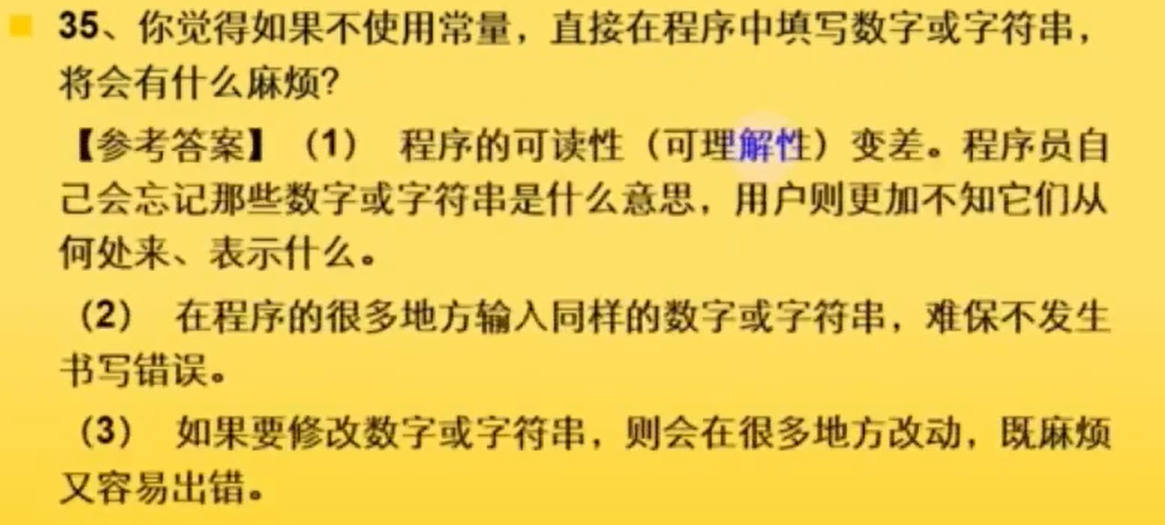 35、你觉得如果不使用常量，直接在程序中填写数字或字符串，
将会有什么麻烦？
【参考答案】（1） 程序的可读性（可理解性）变差。程序员自
己会忘记那些数字或字符串是什么意思，用户则更加不知它们从
何处来、表示什么。
（2） 在程序的很多地方输入同样的数字或字符串，难保不发生
书写错误。
（3） 如果要修改数字或字符串，则会在很多地方改动，既麻烦
又容易出错。